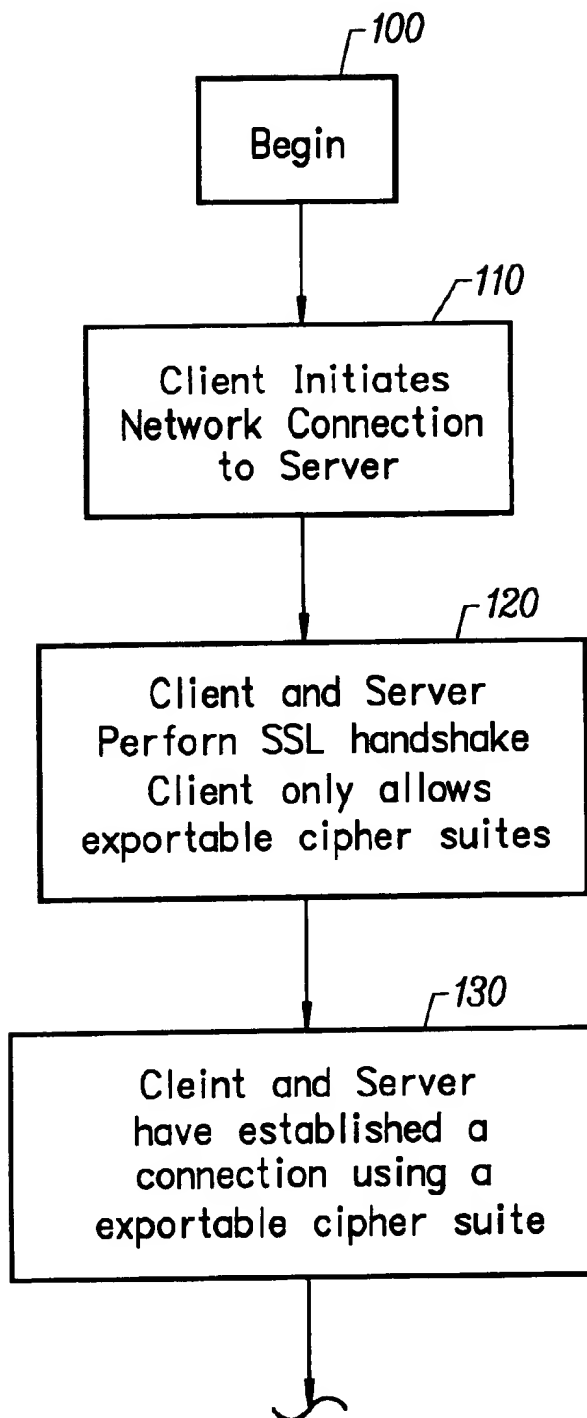 100
Begin
110
Client Initiates
Network Connection
to Server
120
Client and Server
Perforn SSL handshake
Client only allows
exportable cipher suites
130
Cleint and Server
have established a
connection using a
exportable cipher suite